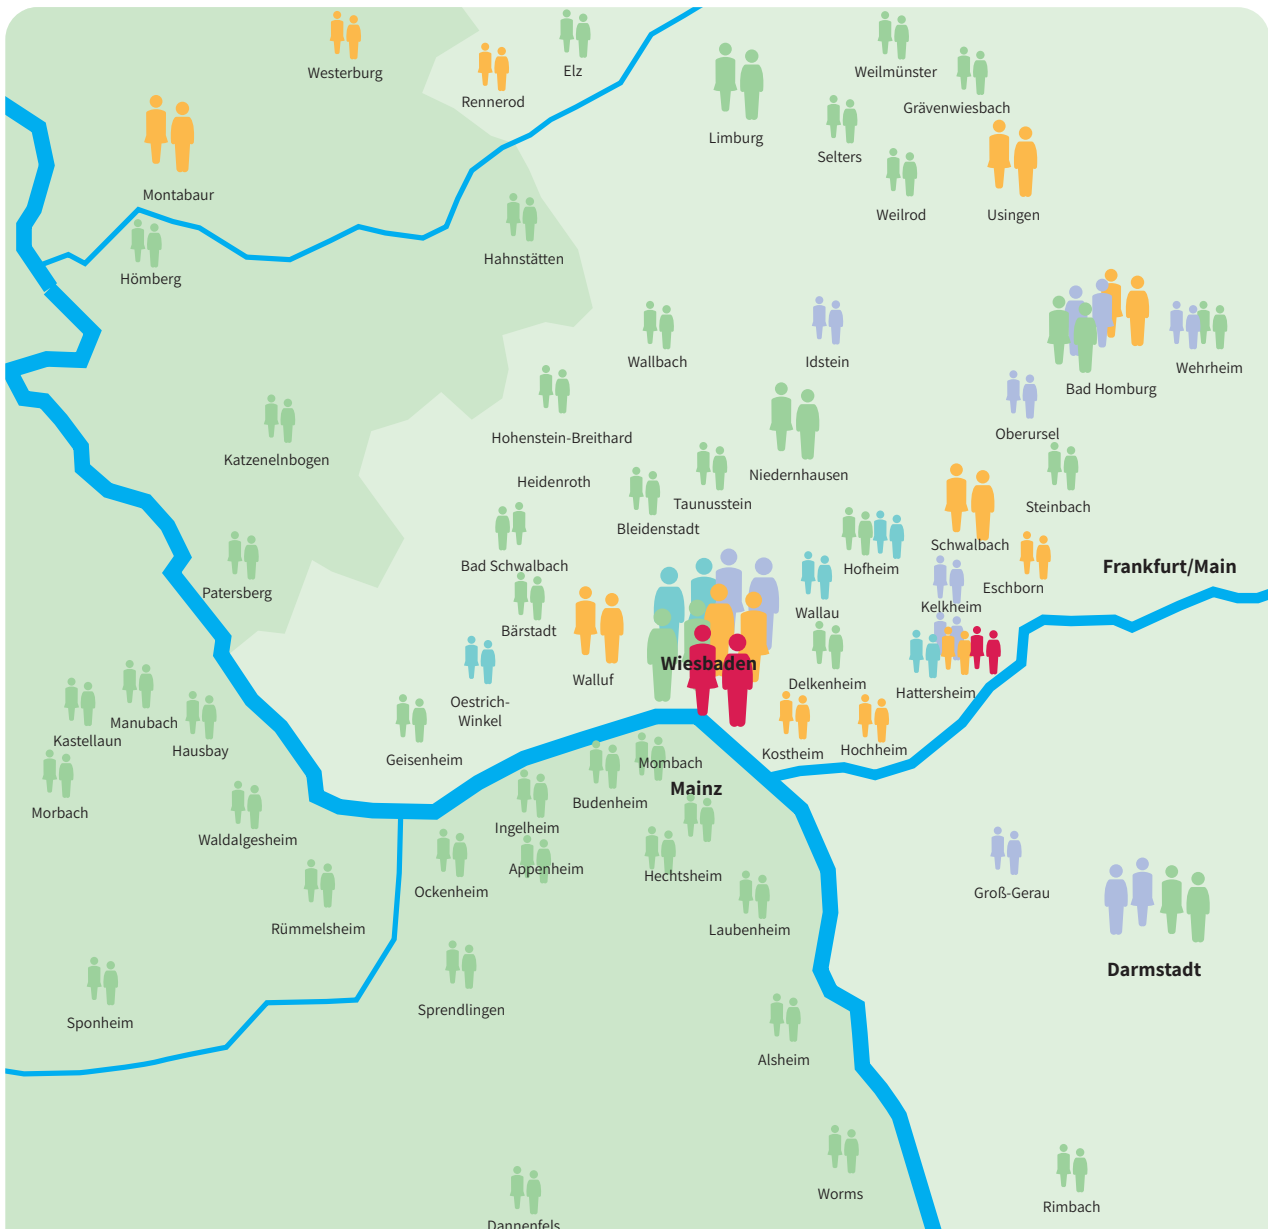 Westerburg
Rennerod
Elz
Limburg
Weilmünster
Grävenwiesbach
Selters
Montabaur
Weilrod
Usingen
Hömberg
Hahnstätten
Wallbach
Idstein
Wehrheim
Bad Homburg
Oberursel
Hohenstein-Breithard
Katzenelnbogen
Niedernhausen
Heidenroth
Taunusstein
Steinbach
Bleidenstadt
Schwalbach
Bad Schwalbach
Hofheim
Frankfurt/Main
Eschborn
Patersberg
Kelkheim
Wallau
Bärstadt
Wiesbaden
Walluf
Delkenheim
Hattersheim
Oestrich-
Winkel
Manubach
Kastellaun
Hausbay
Geisenheim
Kostheim
Hochheim
Mombach
Mainz
Budenheim
Morbach
Ingelheim
Waldalgesheim
Appenheim
Hechtsheim
Ockenheim
Groß-Gerau
Rümmelsheim
Laubenheim
Darmstadt
Sprendlingen
Sponheim
Alsheim
Worms
Rimbach
Dannenfels